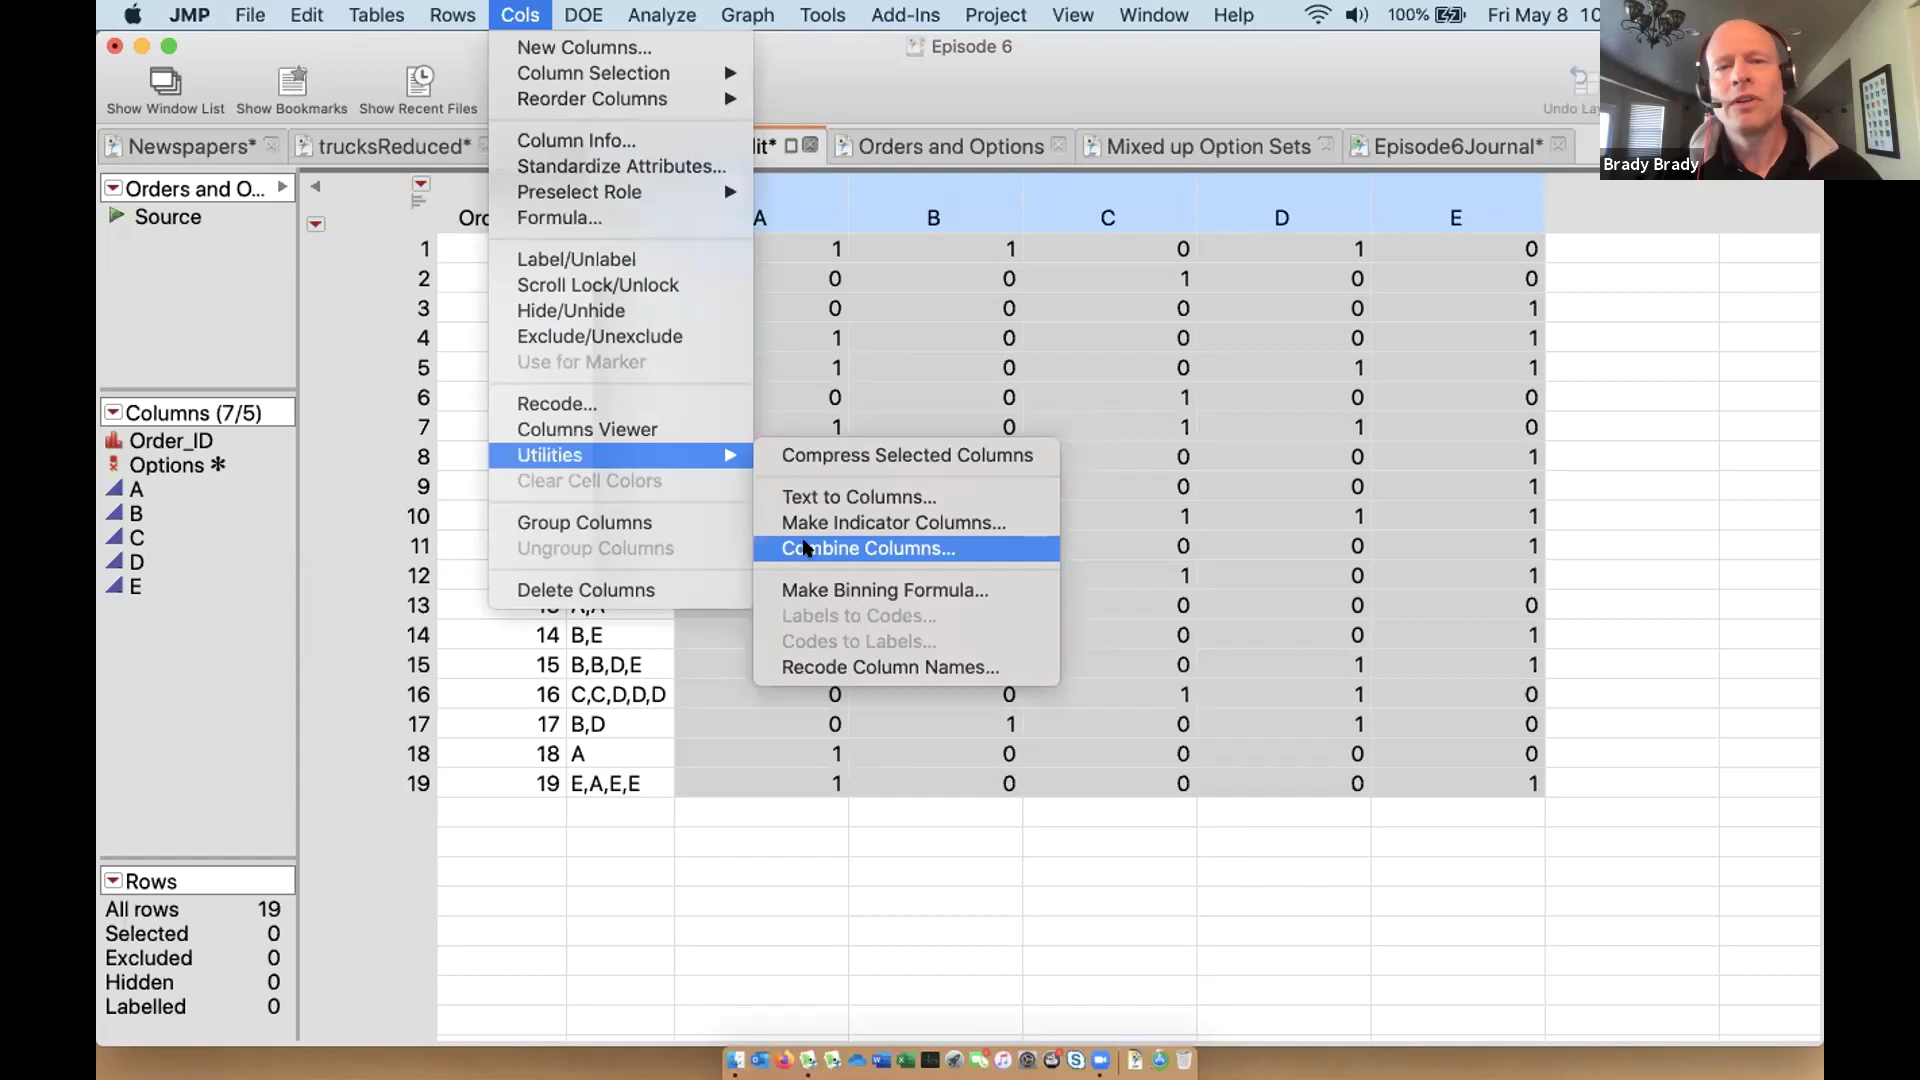 JMP File Edit Tables Rows Cols DOE Analyze Graph Tools Add-Ins Project View Window Help 100% Fri May 8 10
Episode 6
Show Window List Show Bookmarks Show Recent Files
Undo La
Newspapers* trucksReduced* lit* Orders and Options Mixed up Option Sets Episode6Journal*
Brady Brady
New Columns...
Column Selection
Reorder Columns
Column Info...
Standardize Attributes...
Preselect Role
Formula...
Label/Unlabel
Scroll Lock/Unlock
Hide/Unhide
Exclude/Unexclude
Use for Marker
Recode...
Columns Viewer
Utilities
Clear Cell Colors
Group Columns
Ungroup Columns
Delete Columns
Compress Selected Columns
Text to Columns...
Make Indicator Columns...
Combine Columns...
Make Binning Formula...
Labels to Codes...
Codes to Labels...
Recode Column Names...
Orders and O...
Source
Columns (7/5)
Order_ID
Options *
A
B
C
D
E
Rows
All rows 19
Selected 0
Excluded 0
Hidden 0
Labelled 0
Ord A B C D E
1 1 1 0 1 0
2 0 0 1 0 0
3 0 0 0 0 1
4 1 0 0 0 1
5 1 0 0 1 1
6 0 0 1 0 0
7 1 0 1 1 0
8 0 0 1
9 0 0 1
10 1 1 1
11 0 0 1
12 1 0 1
13 13 A,A 0 0 0
14 14 B,E 0 0 1
15 15 B,B,D,E 0 1 1
16 16 C,C,D,D,D 0 0 1 1 0
17 17 B,D 0 1 0 1 0
18 18 A 1 0 0 0 0
19 19 E,A,E,E 1 0 0 0 1